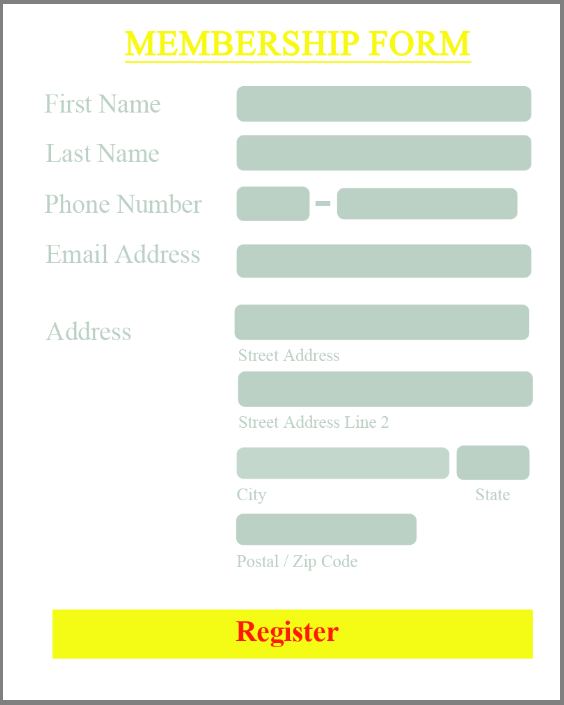 MEMBERSHIP FORM
First Name
Last Name
Phone Number
Email Address
Address
Street Address
Street Address Line 2
City State
Postal / Zip Code
Register